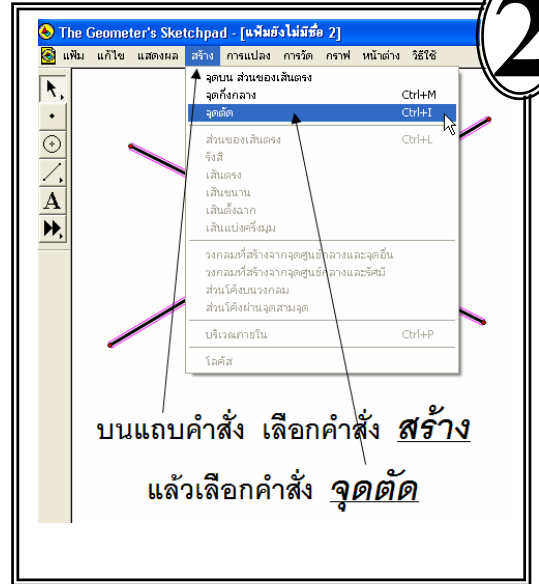 2
The Geometer's Sketchpad - [แฟ้มยังไม่มีชื่อ 2]
แฟ้ม แก้ไข แสดงผล สร้าง การแปลง การวัด กราฟ หน้าต่าง วิธีใช้
จุดบน ส่วนของเส้นตรง
จุดกึ่งกลาง Ctrl+M
จุดตัด Ctrl+I
ส่วนของเส้นตรง Ctrl+L
รังสี
เส้นตรง
เส้นขนาน
เส้นตั้งฉาก
เส้นแบ่งครึ่งมุม
วงกลมที่สร้างจากจุดศูนย์กลางและจุดอื่น
วงกลมที่สร้างจากจุดศูนย์กลางและรัศมี
ส่วนโค้งบนวงกลม
ส่วนโค้งผ่านจุดสามจุด
บริเวณภายใน Ctrl+P
โลคัส
A
บนแถบคำสั่ง เลือกคำสั่ง สร้าง
แล้วเลือกคำสั่ง จุดตัด